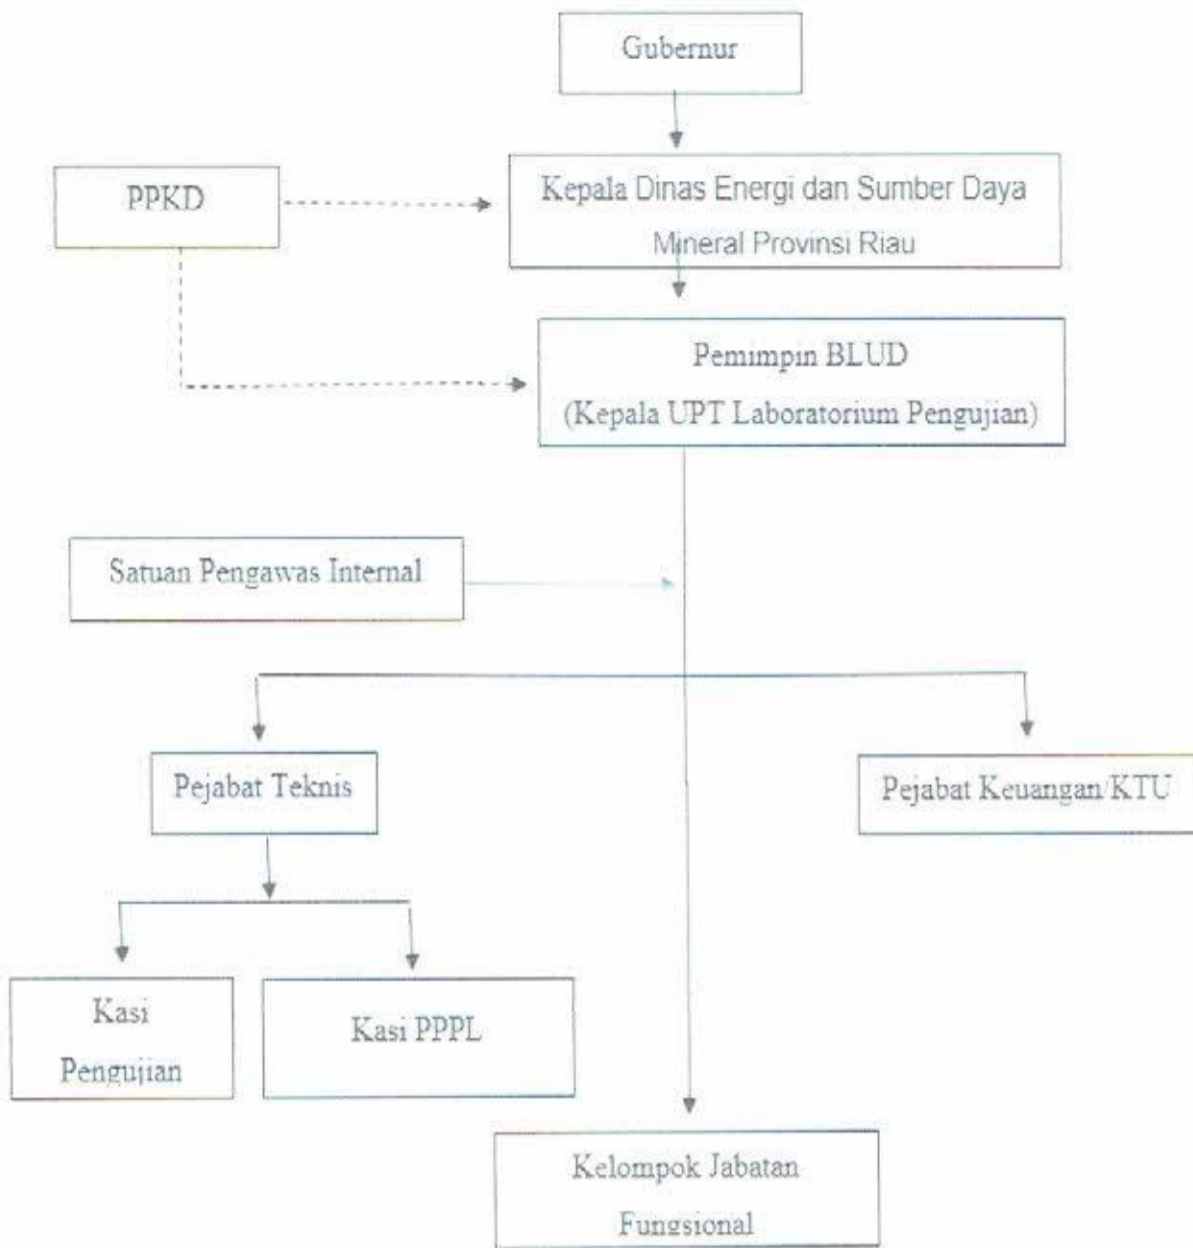 Gubernur
PPKD
Kepala Dinas Energi dan Sumber Daya
Mineral Provinsi Riau
Pemimpin BLUD
(Kepala UPT Laboratorium Pengujian)
Satuan Pengawas Internal
Pejabat Teknis
Pejabat Keuangan/KTU
Kasi
Pengujian
Kasi PPPL
Kelompok Jabatan
Fungsional